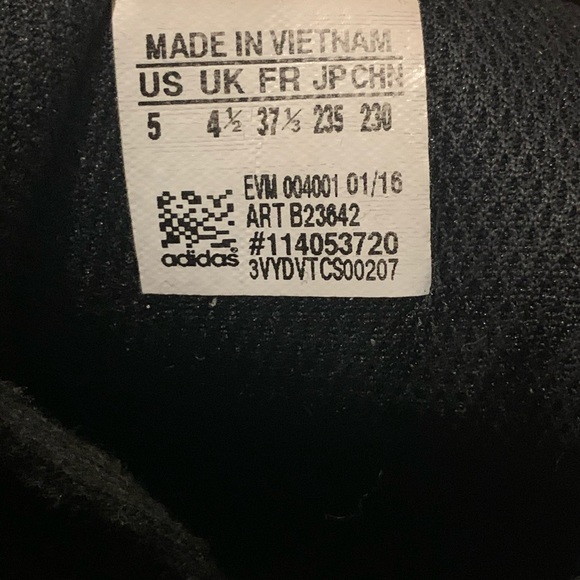 MADE IN VIETNAM
US UK FR JP CHN
5 4½ 37⅓ 235 230
EVM 004001 01/16
ART B23642
#114053720
adidas® 3VYDVTCS00207